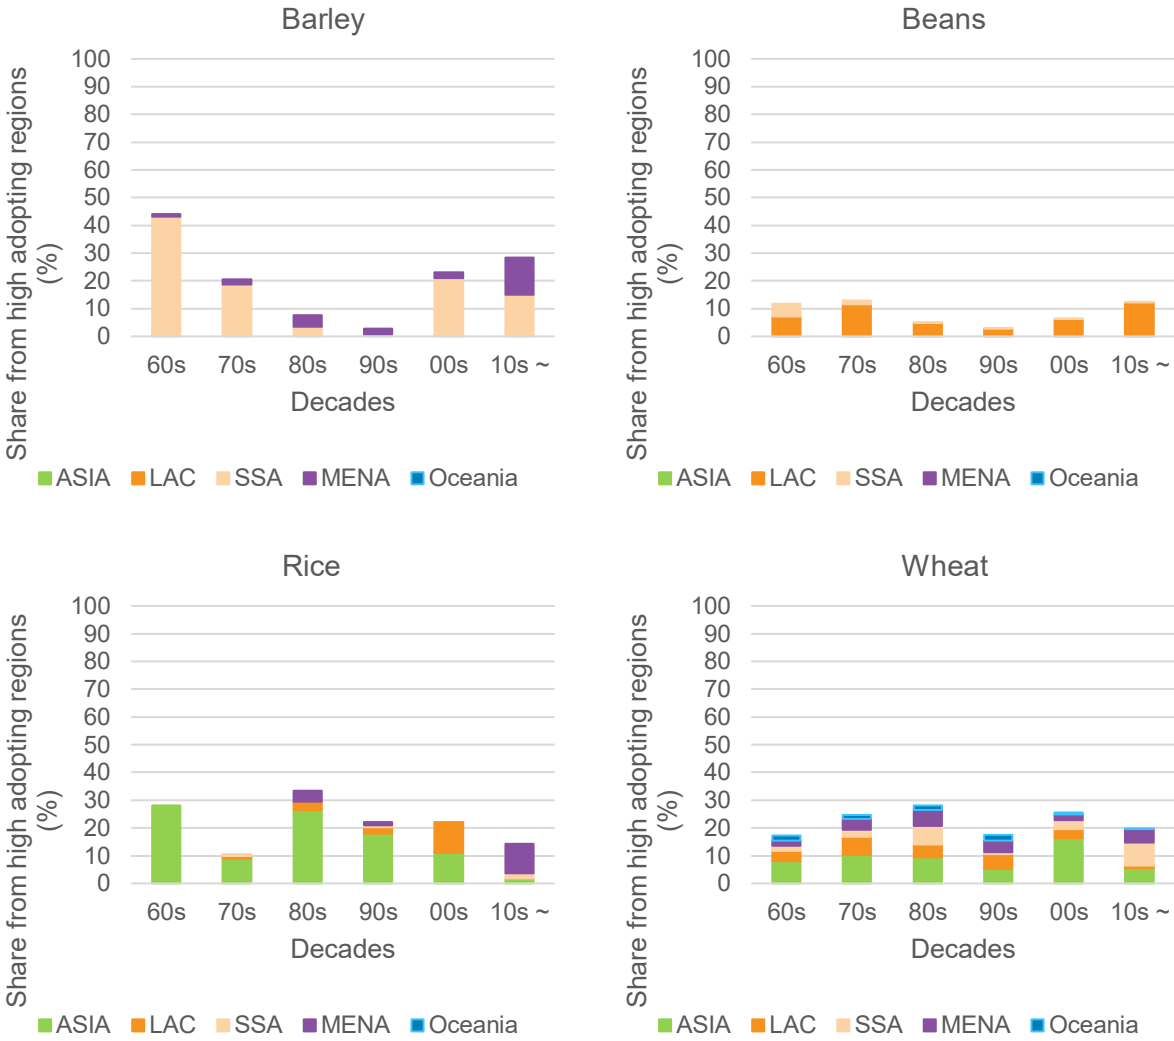 Barley
Share from high adopting regions
(%)
100
90
80
70
60
50
40
30
20
10
0
60s 70s 80s 90s 00s 10s ~
Decades
ASIA LAC SSA MENA Oceania
Beans
Share from high adopting regions
(%)
100
90
80
70
60
50
40
30
20
10
0
60s 70s 80s 90s 00s 10s ~
Decades
ASIA LAC SSA MENA Oceania
Rice
Share from high adopting regions
(%)
100
90
80
70
60
50
40
30
20
10
0
60s 70s 80s 90s 00s 10s ~
Decades
ASIA LAC SSA MENA Oceania
Wheat
Share from high adopting regions
(%)
100
90
80
70
60
50
40
30
20
10
0
60s 70s 80s 90s 00s 10s ~
Decades
ASIA LAC SSA MENA Oceania